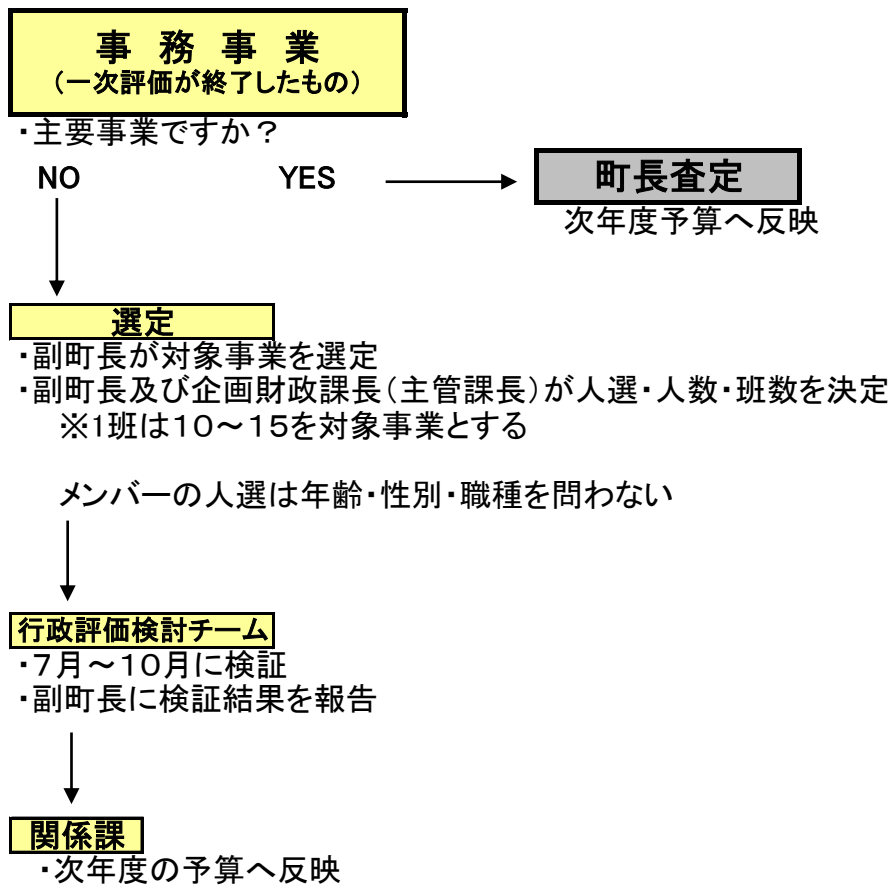 事 務 事 業
（一次評価が終了したもの）
・主要事業ですか？
NO YES 町長査定
次年度予算へ反映
選定
・副町長が対象事業を選定
・副町長及び企画財政課長（主管課長）が人選・人数・班数を決定
※1班は１０～１５を対象事業とする
メンバーの人選は年齢・性別・職種を問わない
行政評価検討チーム
・７月～１０月に検証
・副町長に検証結果を報告
関係課
・次年度の予算へ反映